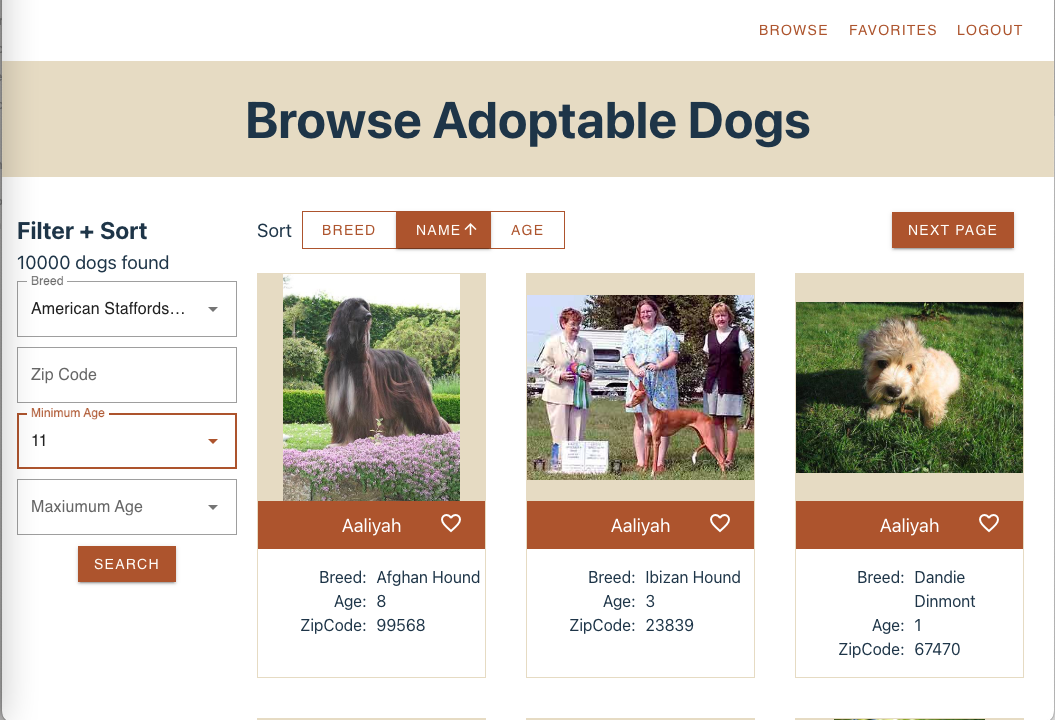 BROWSE FAVORITES LOGOUT
Browse Adoptable Dogs
Filter + Sort
10000 dogs found
Breed
American Staffords...
Zip Code
Minimum Age
11
Maxiumum Age
SEARCH
Sort BREED NAME↑ AGE NEXT PAGE
Aaliyah
Breed: Afghan Hound
Age: 8
ZipCode: 99568
Aaliyah
Breed: Ibizan Hound
Age: 3
ZipCode: 23839
Aaliyah
Breed: Dandie
Dinmont
Age: 1
ZipCode: 67470